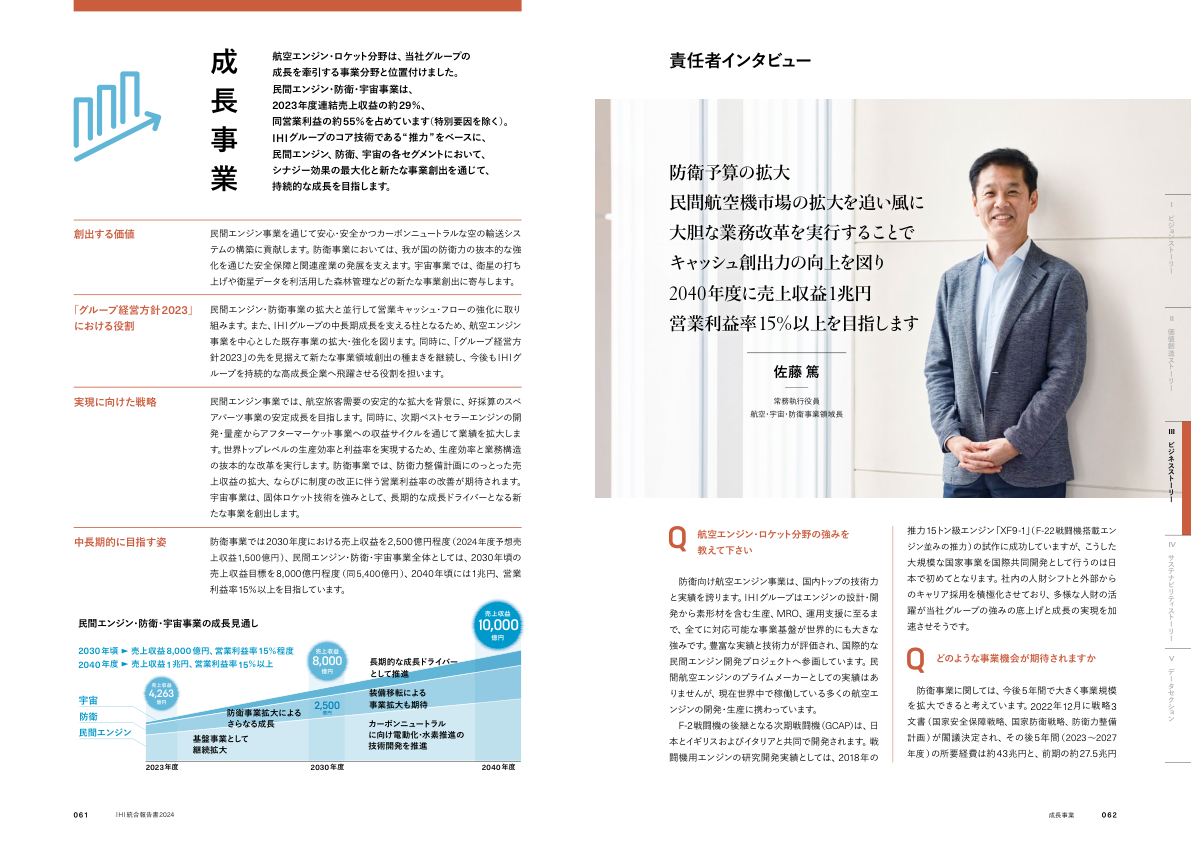 成長事業
航空エンジン・ロケット分野は、当社グループの
成長を牽引する事業分野と位置付けました。
民間エンジン・防衛・宇宙事業は、
2023年度連結売上収益の約29%、
同営業利益の約55%を占めています(特別要因を除く)。
IHIグループのコア技術である“推力”をベースに、
民間エンジン、防衛、宇宙の各セグメントにおいて、
シナジー効果の最大化と新たな事業創出を通じて、
持続的な成長を目指します。
創出する価値
民間エンジン事業を通じて安心・安全かつカーボンニュートラルな空の輸送シス
テムの構築に貢献します。防衛事業においては、我が国の防衛力の抜本的な強
化を通じた安全保障と関連産業の発展を支えます。宇宙事業では、衛星の打ち
上げや衛星データを利活用した森林管理などの新たな事業創出に寄与します。
「グループ経営方針2023」
における役割
民間エンジン・防衛事業の拡大と並行して営業キャッシュ・フローの強化に取り
組みます。また、IHIグループの中長期成長を支える柱となるため、航空エンジン
事業を中心とした既存事業の拡大・強化を図ります。同時に、「グループ経営方
針2023」の先を見据えて新たな事業領域創出の種まきを継続し、今後もIHIグ
ループを持続的な高成長企業へ飛躍させる役割を担います。
実現に向けた戦略
民間エンジン事業では、航空旅客需要の安定的な拡大を背景に、好採算のスペ
アパーツ事業の安定成長を目指します。同時に、次期ベストセラーエンジンの開
発・量産からアフターマーケット事業への収益サイクルを通じて業績を拡大しま
す。世界トップレベルの生産効率と利益率を実現するため、生産効率と業務構造
の抜本的な改革を実行します。防衛事業では、防衛力整備計画にのっとった売
上収益の拡大、ならびに制度の改正に伴う営業利益率の改善が期待されます。
宇宙事業は、固体ロケット技術を強みとして、長期的な成長ドライバーとなる新
たな事業を創出します。
中長期的に目指す姿
防衛事業では2030年度における売上収益を2,500億円程度(2024年度予想売
上収益1,500億円)、民間エンジン・防衛・宇宙事業全体としては、2030年頃の
売上収益目標を8,000億円程度(同5,400億円)、2040年頃には1兆円、営業
利益率15%以上を目指しています。
民間エンジン・防衛・宇宙事業の成長見通し
2030年頃 ► 売上収益8,000億円、営業利益率15%程度
2040年度 ► 売上収益1兆円、営業利益率15%以上
売上収益
4,263
億円
売上収益
8,000
億円
売上収益
10,000
億円
宇宙
防衛
民間エンジン
長期的な成長ドライバー
として推進
防衛事業拡大による
さらなる成長
2,500
億円
装備移転による
事業拡大も期待
基盤事業として
継続拡大
カーボンニュートラル
に向け電動化・水素推進の
技術開発を推進
2023年度
2030年度
2040年度
061
IHI統合報告書2024
責任者インタビュー
防衛予算の拡大
民間航空機市場の拡大を追い風に
大胆な業務改革を実行することで
キャッシュ創出力の向上を図り
2040年度に売上収益1兆円
営業利益率15%以上を目指します
佐藤 篤
常務執行役員
航空・宇宙・防衛事業領域長
Q 航空エンジン・ロケット分野の強みを
教えて下さい
防衛向け航空エンジン事業は、国内トップの技術力
と実績を誇ります。IHIグループはエンジンの設計・開
発から素形材を含む生産、MRO、運用支援に至るま
で、全てに対応可能な事業基盤が世界的にも大きな
強みです。豊富な実績と技術力が評価され、国際的な
民間エンジン開発プロジェクトへ参画しています。民
間航空エンジンのプライムメーカーとしての実績はあ
りませんが、現在世界中で稼働している多くの航空エ
ンジンの開発・生産に携わっています。
F-2戦闘機の後継となる次期戦闘機(GCAP)は、日
本とイギリスおよびイタリアと共同で開発されます。戦
闘機用エンジンの研究開発実績としては、2018年の
推力15トン級エンジン「XF9-1」(F-22戦闘機搭載エン
ジン並みの推力)の試作に成功していますが、こうした
大規模な国家事業を国際共同開発として行うのは日
本で初めてとなります。社内の人財シフトと外部から
のキャリア採用を積極化させており、多様な人財の活
躍が当社グループの強みの底上げと成長の実現を加
速させそうです。
Q どのような事業機会が期待されますか
防衛事業に関しては、今後5年間で大きく事業規模
を拡大できると考えています。2022年12月に戦略3
文書(国家安全保障戦略、国家防衛戦略、防衛力整備
計画)が閣議決定され、その後5年間(2023〜2027
年度)の所要経費は約43兆円と、前期の約27.5兆円
I ビジョンストーリー
II 価値創造ストーリー
III ビジネスストーリー
IV サステナビリティストーリー
V データセクション
成長事業
062